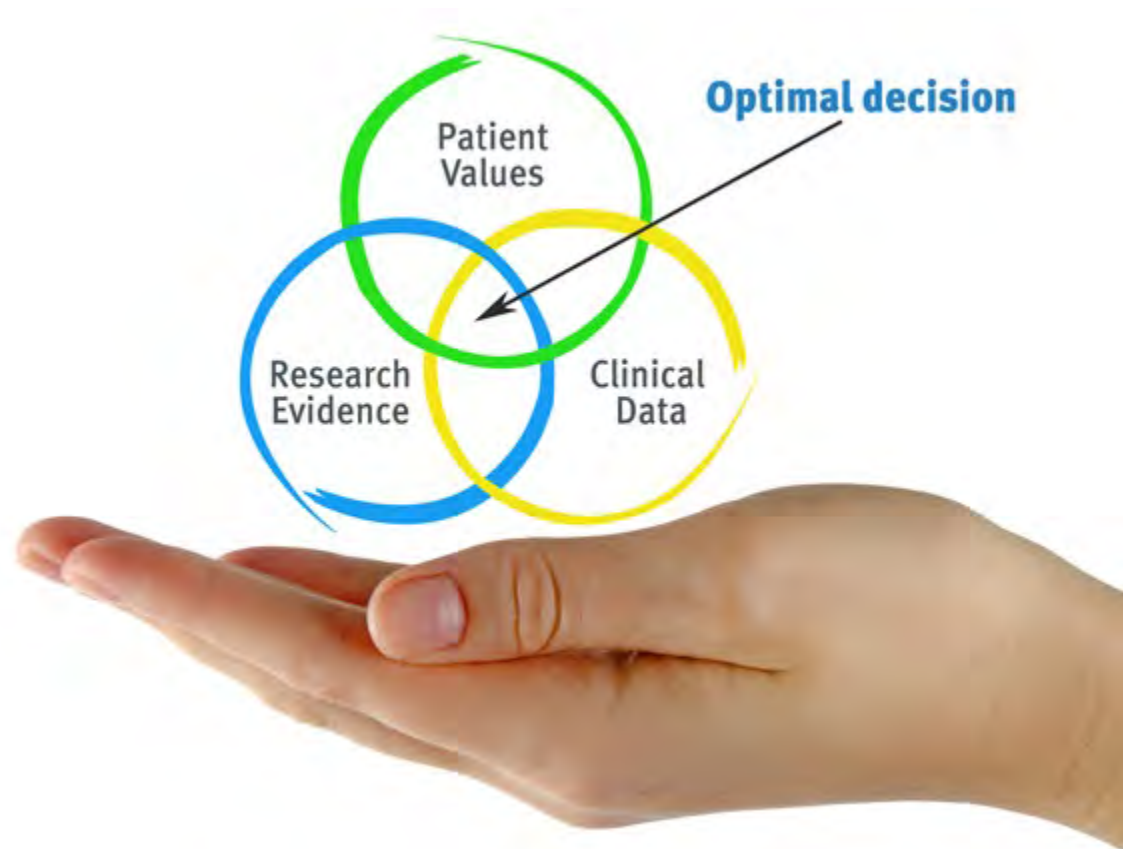 Optimal decision
Patient
Values
Research
Evidence
Clinical
Data